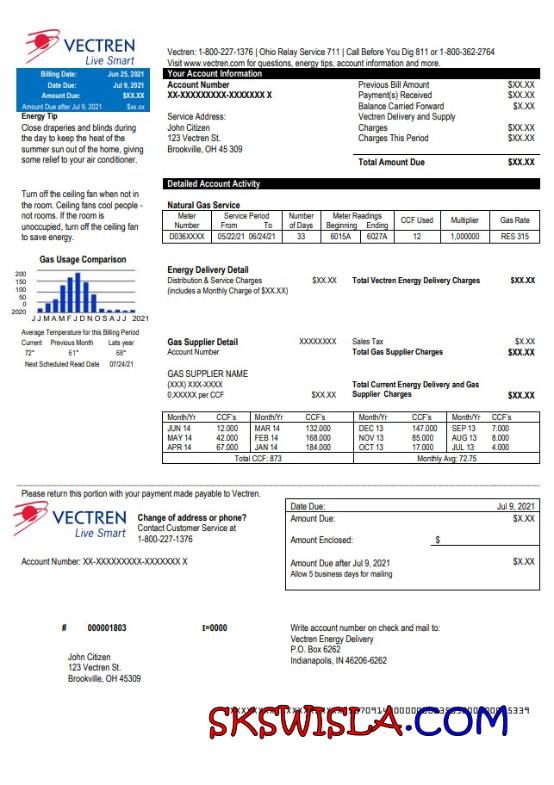 VECTREN
Live Smart
Vectren: 1-800-227-1376 | Ohio Relay Service 711 | Call Before You Dig 811 or 1-800-362-2764
Visit www.vectren.com for questions, energy tips, account information and more.
Billing Date: Jun 25, 2021
Date Due: Jul 9, 2021
Amount Due: $XX.XX
Amount Due after Jul 9, 2021 $xx.xx
Energy Tip
Close draperies and blinds during
the day to keep the heat of the
summer sun out of the home, giving
some relief to your air conditioner.
Turn off the ceiling fan when not in
the room. Ceiling fans cool people -
not rooms. If the room is
unoccupied, turn off the ceiling fan
to save energy.
Gas Usage Comparison
200
150
100
50
0
2020 J J M A M F J D N O S A J J 2021
Average Temperature for this Billing Period
Current Previous Month Lats year
72" 61" 68"
Next Scheduled Read Date 07/24/21
Your Account Information
Account Number
XX-XXXXXXXXX-XXXXXXX X
Service Address:
John Citizen
123 Vectren St.
Brookville, OH 45 309
Previous Bill Amount $XX.XX
Payment(s) Received $XX.XX
Balance Carried Forward $X.XX
Vectren Delivery and Supply
Charges $XX.XX
Charges This Period $XX.XX
Total Amount Due $XX.XX
Detailed Account Activity
Natural Gas Service
Meter Number Service Period From To Number of Days Meter Readings Beginning Ending CCF Used Multiplier Gas Rate
D036XXXX 05/22/21 06/24/21 33 6015A 6027A 12 1,000000 RES 315
Energy Delivery Detail
Distribution & Service Charges $XX.XX Total Vectren Energy Delivery Charges $XX.XX
(includes a Monthly Charge of $XX.XX)
Gas Supplier Detail XXXXXXXX Sales Tax $X.XX
Account Number Total Gas Supplier Charges $XX.XX
GAS SUPPLIER NAME
(XXX) XXX-XXXX Total Current Energy Delivery and Gas
0.XXXXX per CCF $XX.XX Supplier Charges $XX.XX
Month/Yr CCF's Month/Yr CCF's Month/Yr CCF's Month/Yr CCF's
JUN 14 12.000 MAR 14 132.000 DEC 13 147.000 SEP 13 7.000
MAY 14 42.000 FEB 14 168.000 NOV 13 85.000 AUG 13 8.000
APR 14 67.000 JAN 14 184.000 OCT 13 17.000 JUL 13 4.000
Total CCF: 873 Monthly Avg: 72.75
Please return this portion with your payment made payable to Vectren.
VECTREN
Live Smart
Change of address or phone?
Contact Customer Service at
1-800-227-1376
Account Number: XX-XXXXXXXXX-XXXXXXX X
Date Due: Jul 9, 2021
Amount Due: $X.XX
Amount Enclosed: $
Amount Due after Jul 9, 2021 $X.XX
Allow 5 business days for mailing
# 000001803 I=0000
John Citizen
123 Vectren St.
Brookville, OH 45309
Write account number on check and mail to:
Vectren Energy Delivery
P.O. Box 6262
Indianapolis, IN 46206-6262
SKSWISLA.COM